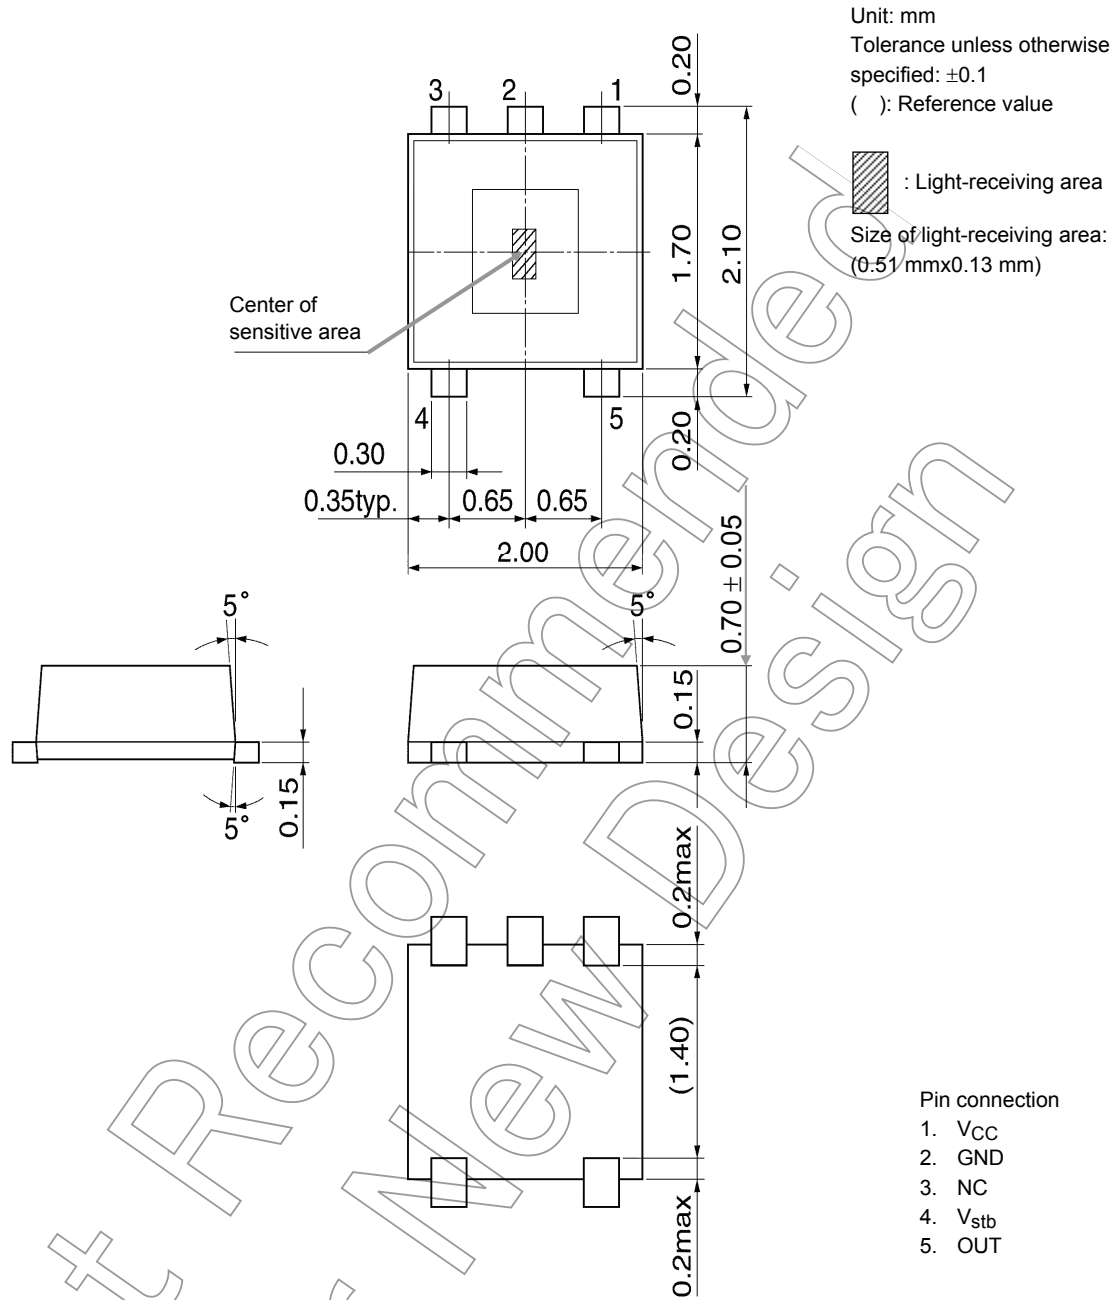 Unit: mm
Tolerance unless otherwise
specified: ±0.1
(   ): Reference value
: Light-receiving area
Size of light-receiving area:
(0.51 mmx0.13 mm)
0.20
3 2 1
1.70
2.10
Center of
sensitive area
4 5
0.20
0.30
0.35typ. 0.65 0.65
2.00
0.70 ± 0.05
5° 5°
0.15
0.15
5°
0.2max
(1.40)
0.2max
Pin connection
1. VCC
2. GND
3. NC
4. Vstb
5. OUT
t Recommended
r New Design